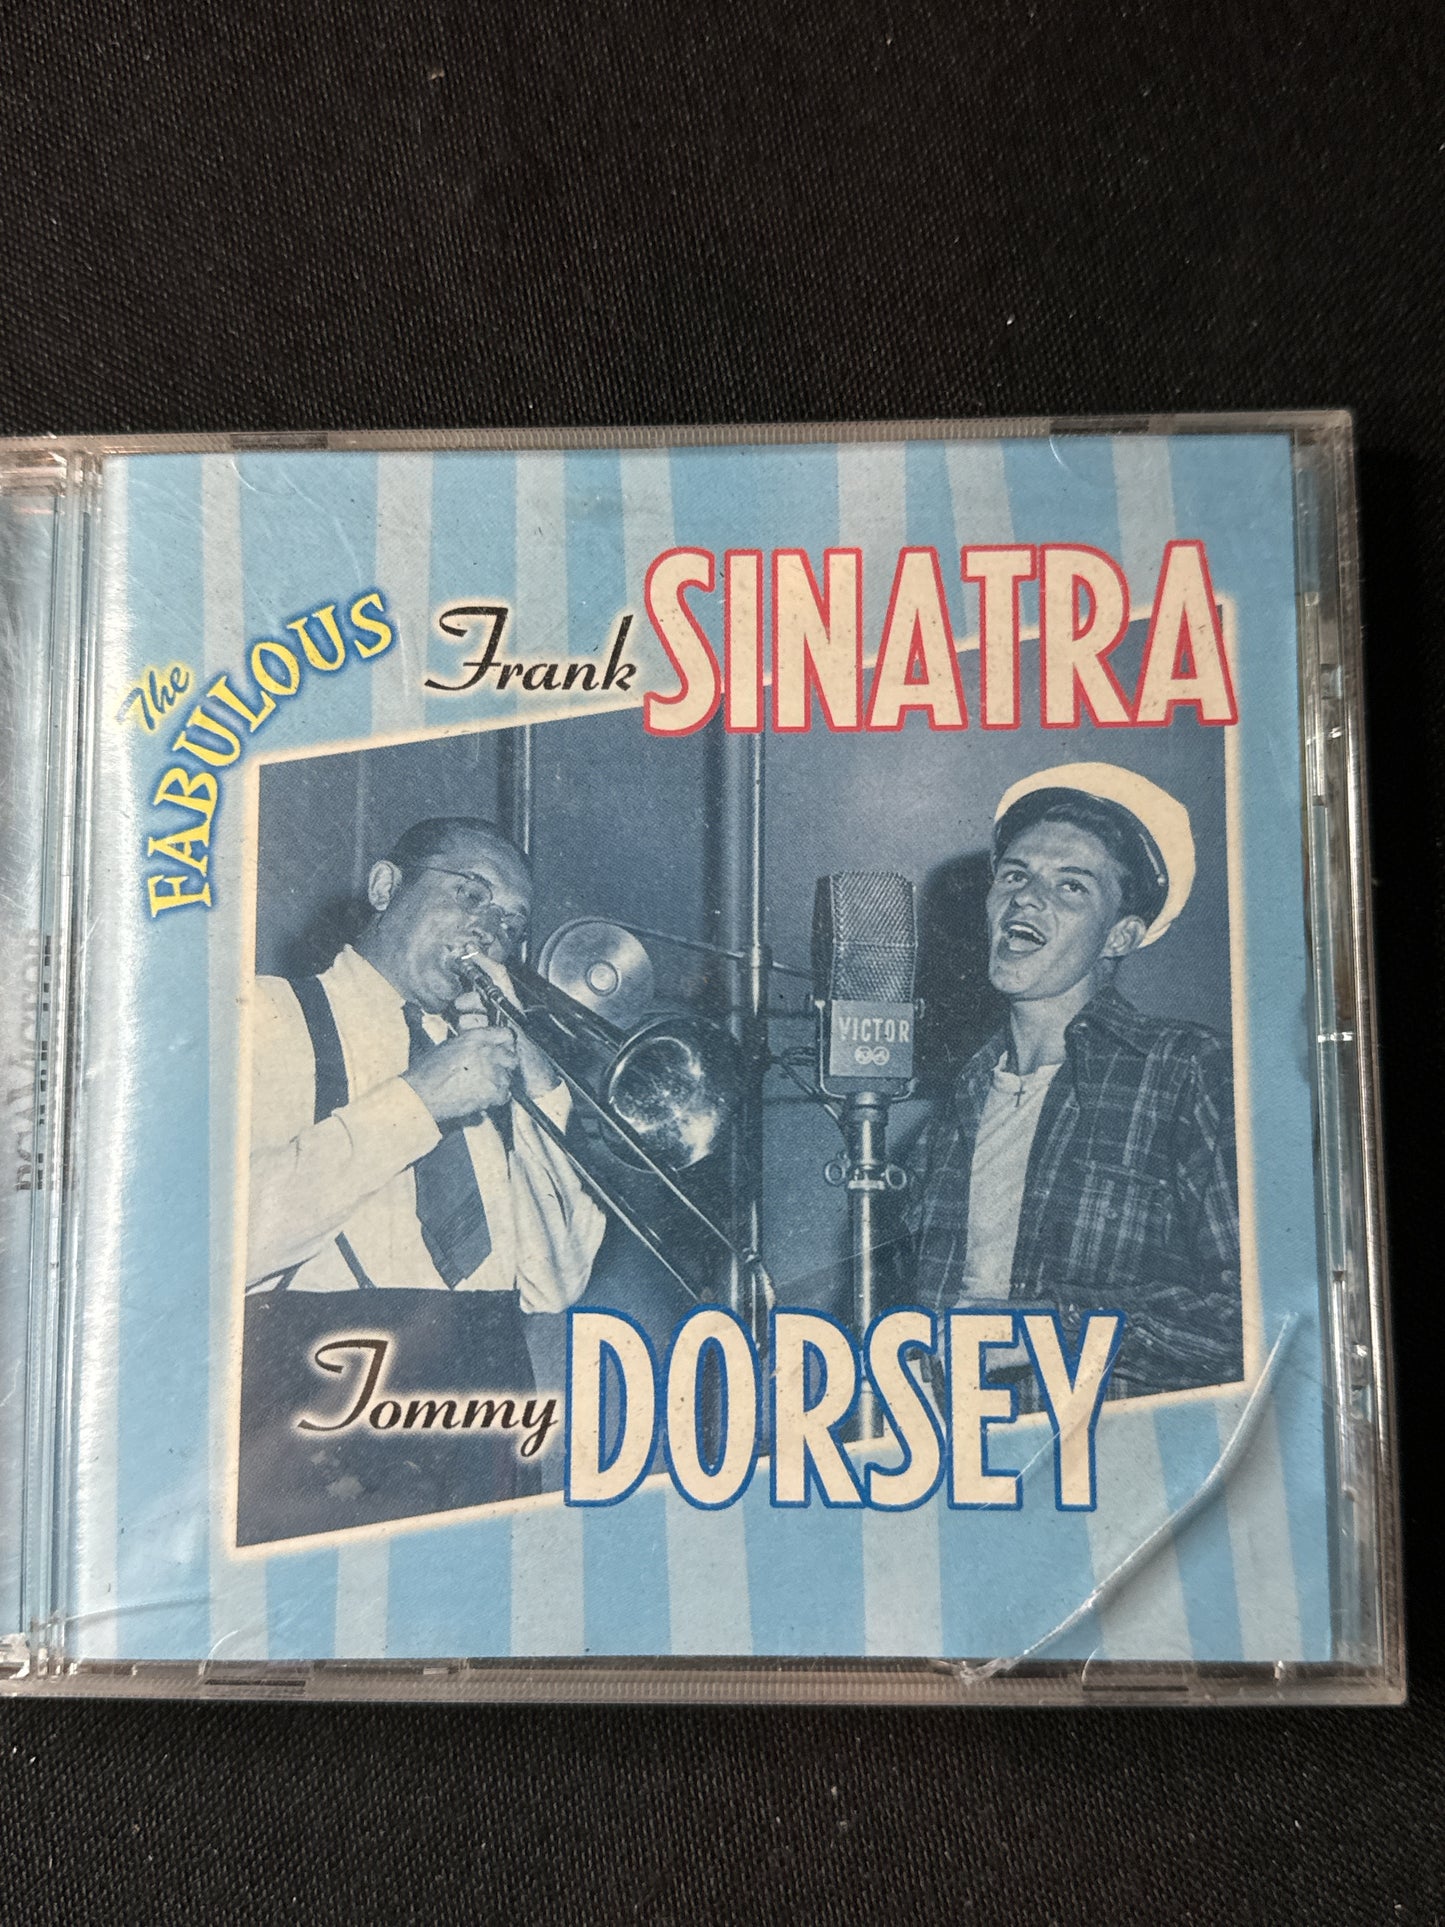 The
FABULOUS
Frank SINATRA
VICTOR
Tommy DORSEY